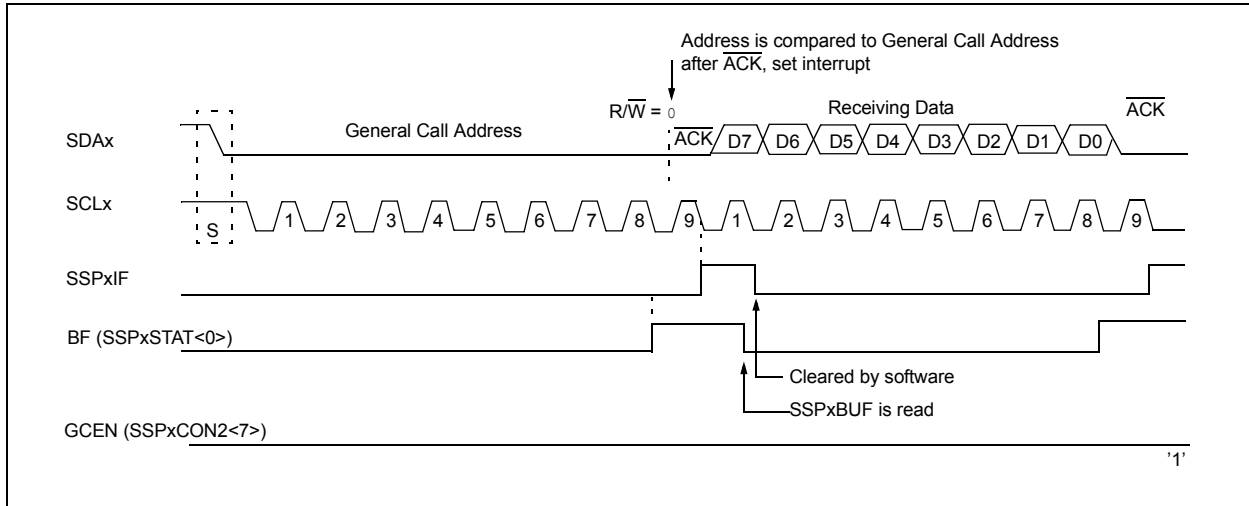 Address is compared to General Call Address
after ACK, set interrupt
R/W = 0
Receiving Data
ACK
SDAx
General Call Address
ACK
D7 D6 D5 D4 D3 D2 D1 D0
SCLx
S
1 2 3 4 5 6 7 8 9 1 2 3 4 5 6 7 8 9
SSPxIF
BF (SSPxSTAT<0>)
Cleared by software
SSPxBUF is read
GCEN (SSPxCON2<7>)
'1'